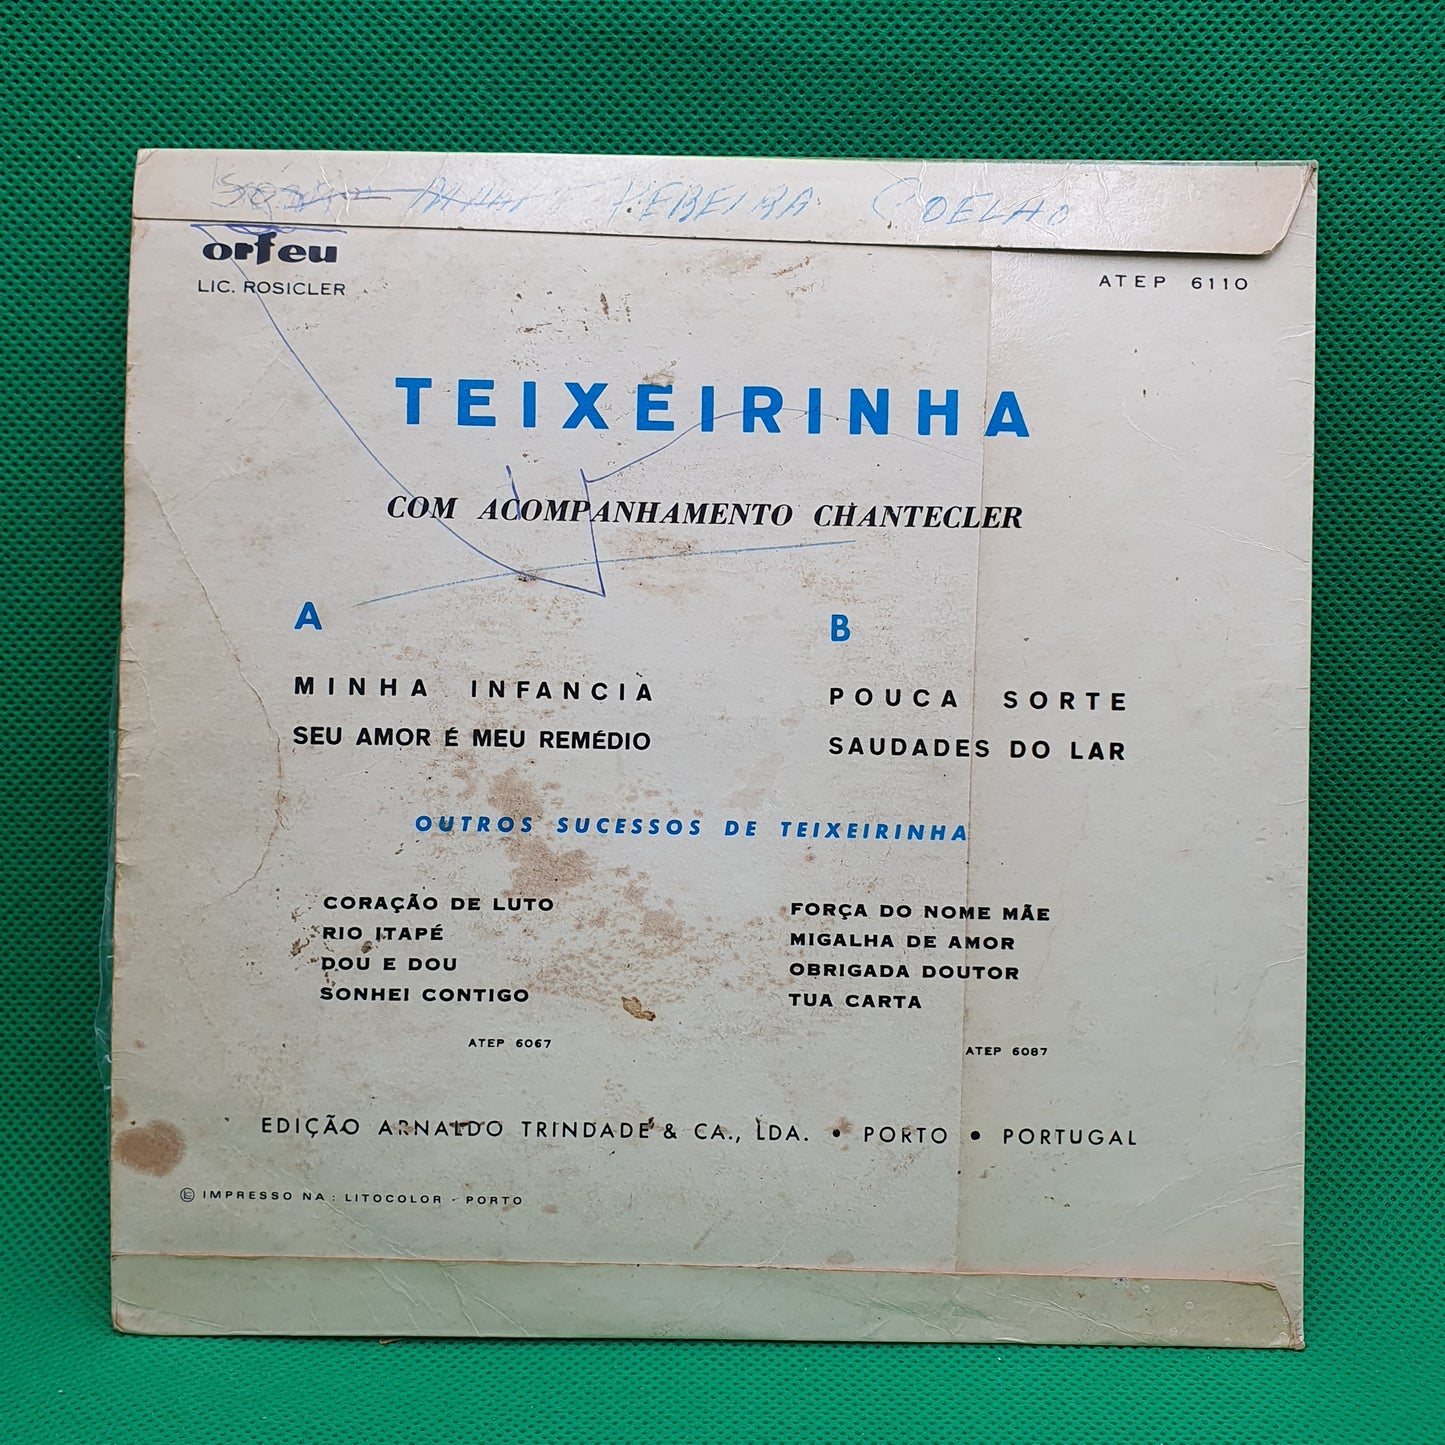 PEREIRA COELHO
orfeu
LIC. ROSICLER
ATEP 6110
TEIXEIRINHA
COM ACOMPANHAMENTO CHANTECLER
A
MINHA INFANCIA
SEU AMOR É MEU REMÉDIO
B
POUCA SORTE
SAUDADES DO LAR
OUTROS SUCESSOS DE TEIXEIRINHA
CORAÇÃO DE LUTO
RIO ITAPÉ
DOU E DOU
SONHEI CONTIGO
ATEP 6067
FORÇA DO NOME MÃE
MIGALHA DE AMOR
OBRIGADA DOUTOR
TUA CARTA
ATEP 6087
EDIÇÃO ARNALDO TRINDADE & CA., LDA. • PORTO • PORTUGAL
IMPRESSO NA : LITOCOLOR - PORTO